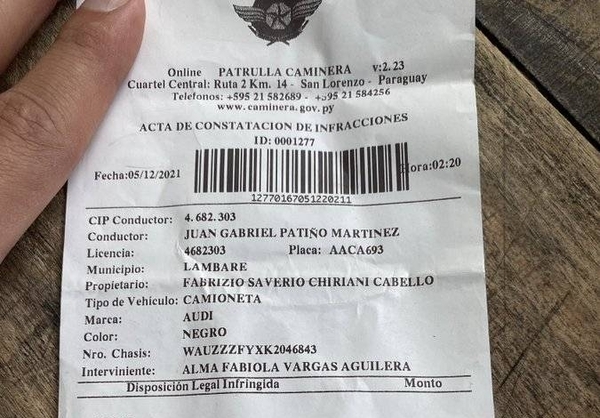 Online PATRULLA CAMINERA v:2.23
Cuartel Central: Ruta 2 Km. 14 - San Lorenzo - Paraguay
Telefonos: +595 21 582689 - +595 21 584256
www.caminera.gov.py
ACTA DE CONSTATACION DE INFRACCIONES
ID: 0001277
Fecha:05/12/2021 Hora:02:20
12770167051220211
CIP Conductor: 4.682.303
Conductor: JUAN GABRIEL PATIÑO MARTINEZ
Licencia: 4682303 Placa: AACA693
Municipio: LAMBARE
Propietario: FABRIZIO SAVERIO CHIRIANI CABELLO
Tipo de Vehículo: CAMIONETA
Marca: AUDI
Color: NEGRO
Nro. Chasis: WAUZZZFYXK2046843
Interviniente: ALMA FABIOLA VARGAS AGUILERA
Disposición Legal Infringida Monto